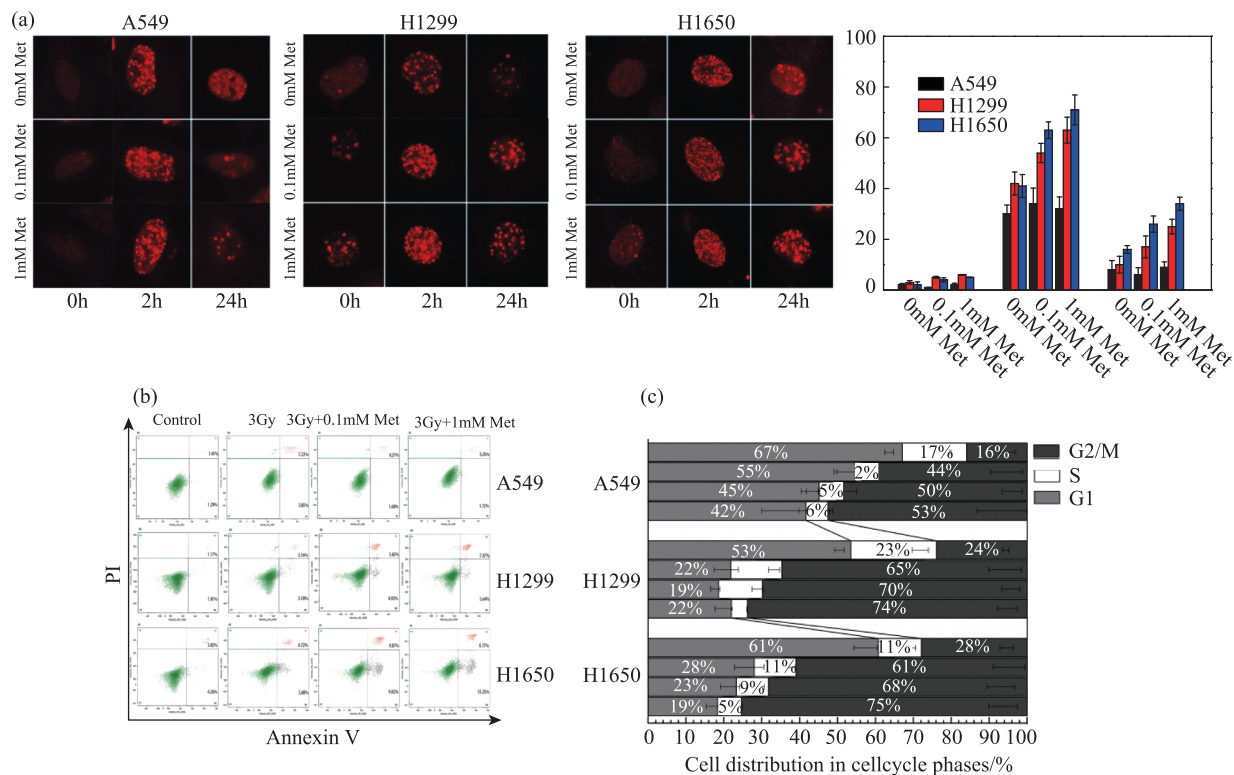 (a)
A549 H1299 H1650
0mM Met
0.1mM Met
1mM Met
0h 2h 24h
0mM Met
0.1mM Met
1mM Met
0h 2h 24h
0mM Met
0.1mM Met
1mM Met
0h 2h 24h
100
80
60
40
20
0
A549
H1299
H1650
0mM Met
0.1mM Met
1mM Met
0mM Met
0.1mM Met
1mM Met
0mM Met
0.1mM Met
1mM Met
(b)
Control 3Gy 3Gy+0.1mM Met 3Gy+1mM Met
A549
H1299
H1650
PI
Annexin V
(c)
G2/M
S
G1
A549
67% 17% 16%
55% 2% 44%
45% 5% 50%
42% 6% 53%
H1299
53% 23% 24%
22% 65%
19% 70%
22% 74%
H1650
61% 11% 28%
28% 11% 61%
23% 9% 68%
19% 5% 75%
0 10 20 30 40 50 60 70 80 90 100
Cell distribution in cellcycle phases/%